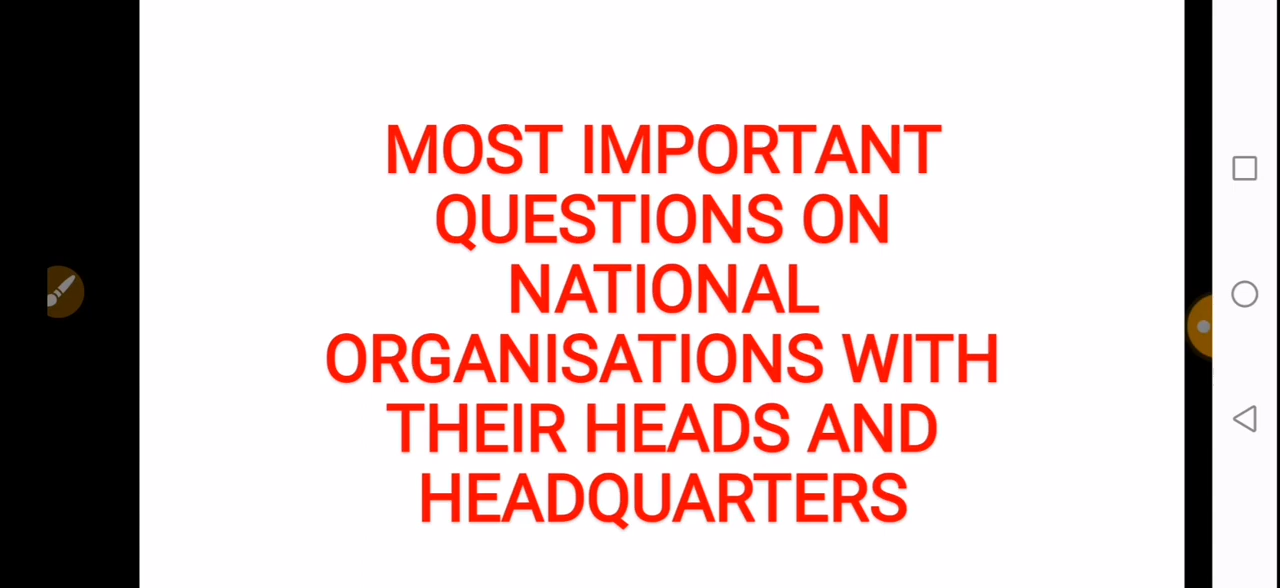 MOST IMPORTANT
QUESTIONS ON
NATIONAL
ORGANISATIONS WITH
THEIR HEADS AND
HEADQUARTERS